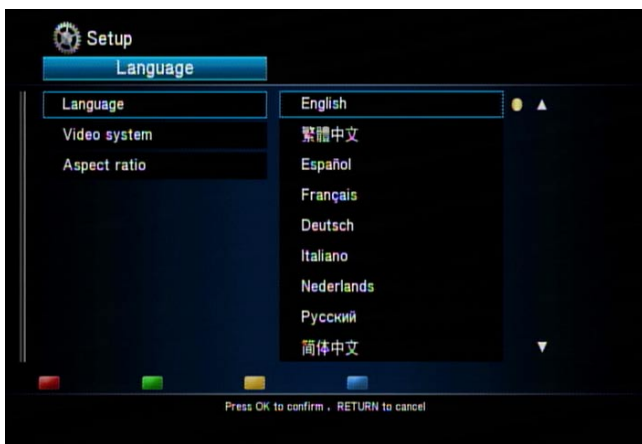 Setup
Language
Language
Video system
Aspect ratio
English
繁體中文
Español
Français
Deutsch
Italiano
Nederlands
Русский
简体中文
Press OK to confirm , RETURN to cancel